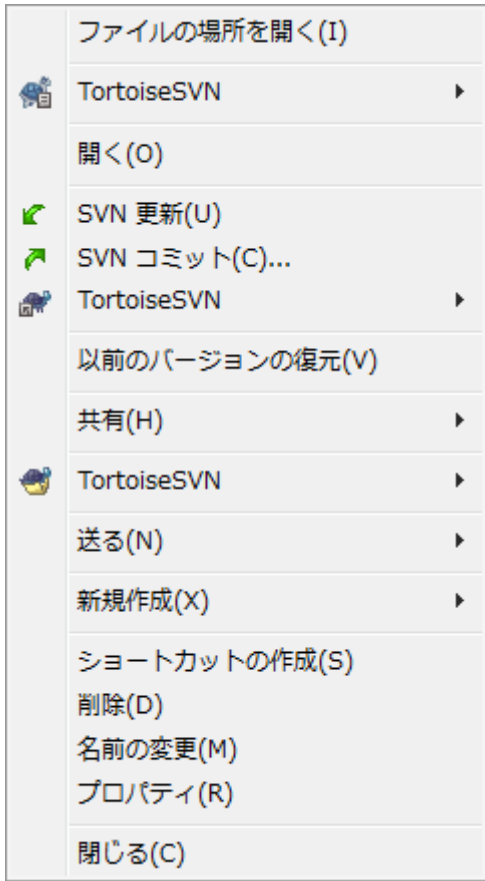 ファイルの場所を開く(I)
TortoiseSVN
開く(O)
SVN 更新(U)
SVN コミット(C)...
TortoiseSVN
以前のバージョンの復元(V)
共有(H)
TortoiseSVN
送る(N)
新規作成(X)
ショートカットの作成(S)
削除(D)
名前の変更(M)
プロパティ(R)
閉じる(C)